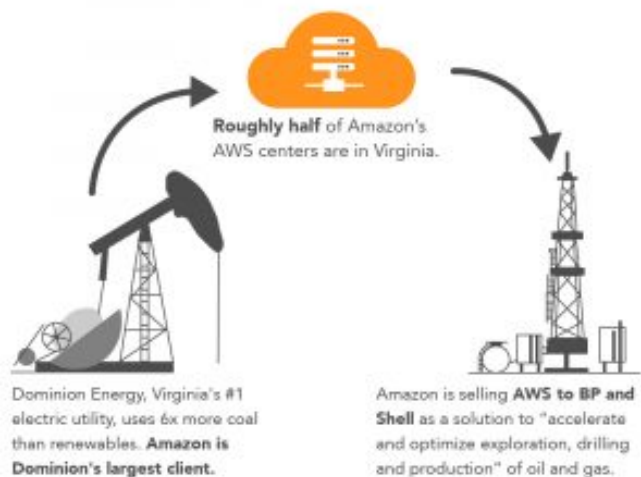 Roughly half of Amazon's
AWS centers are in Virginia.
Dominion Energy, Virginia's #1
electric utility, uses 6x more coal
than renewables. Amazon is
Dominion's largest client.
Amazon is selling AWS to BP and
Shell as a solution to "accelerate
and optimize exploration, drilling
and production" of oil and gas.